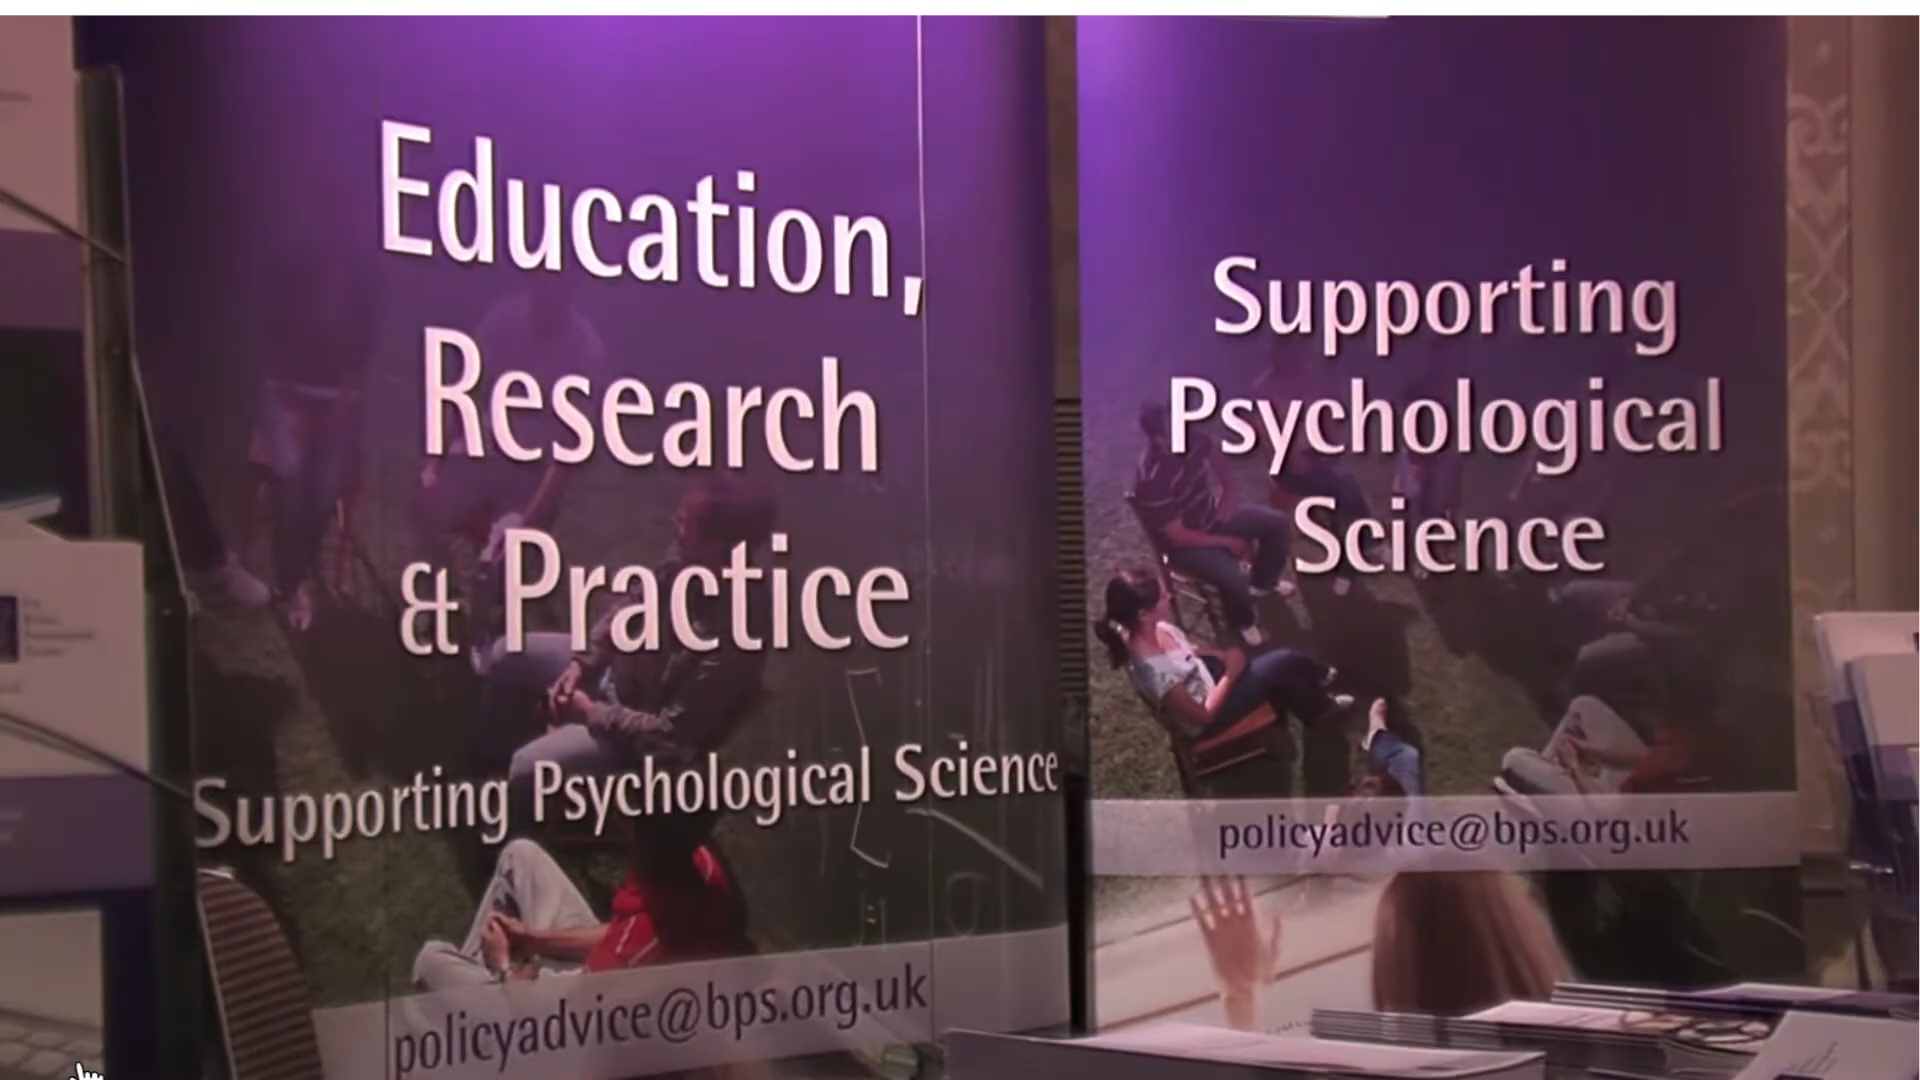 Education,
Research
& Practice
Supporting Psychological Science
policyadvice@bps.org.uk
Supporting
Psychological
Science
policyadvice@bps.org.uk